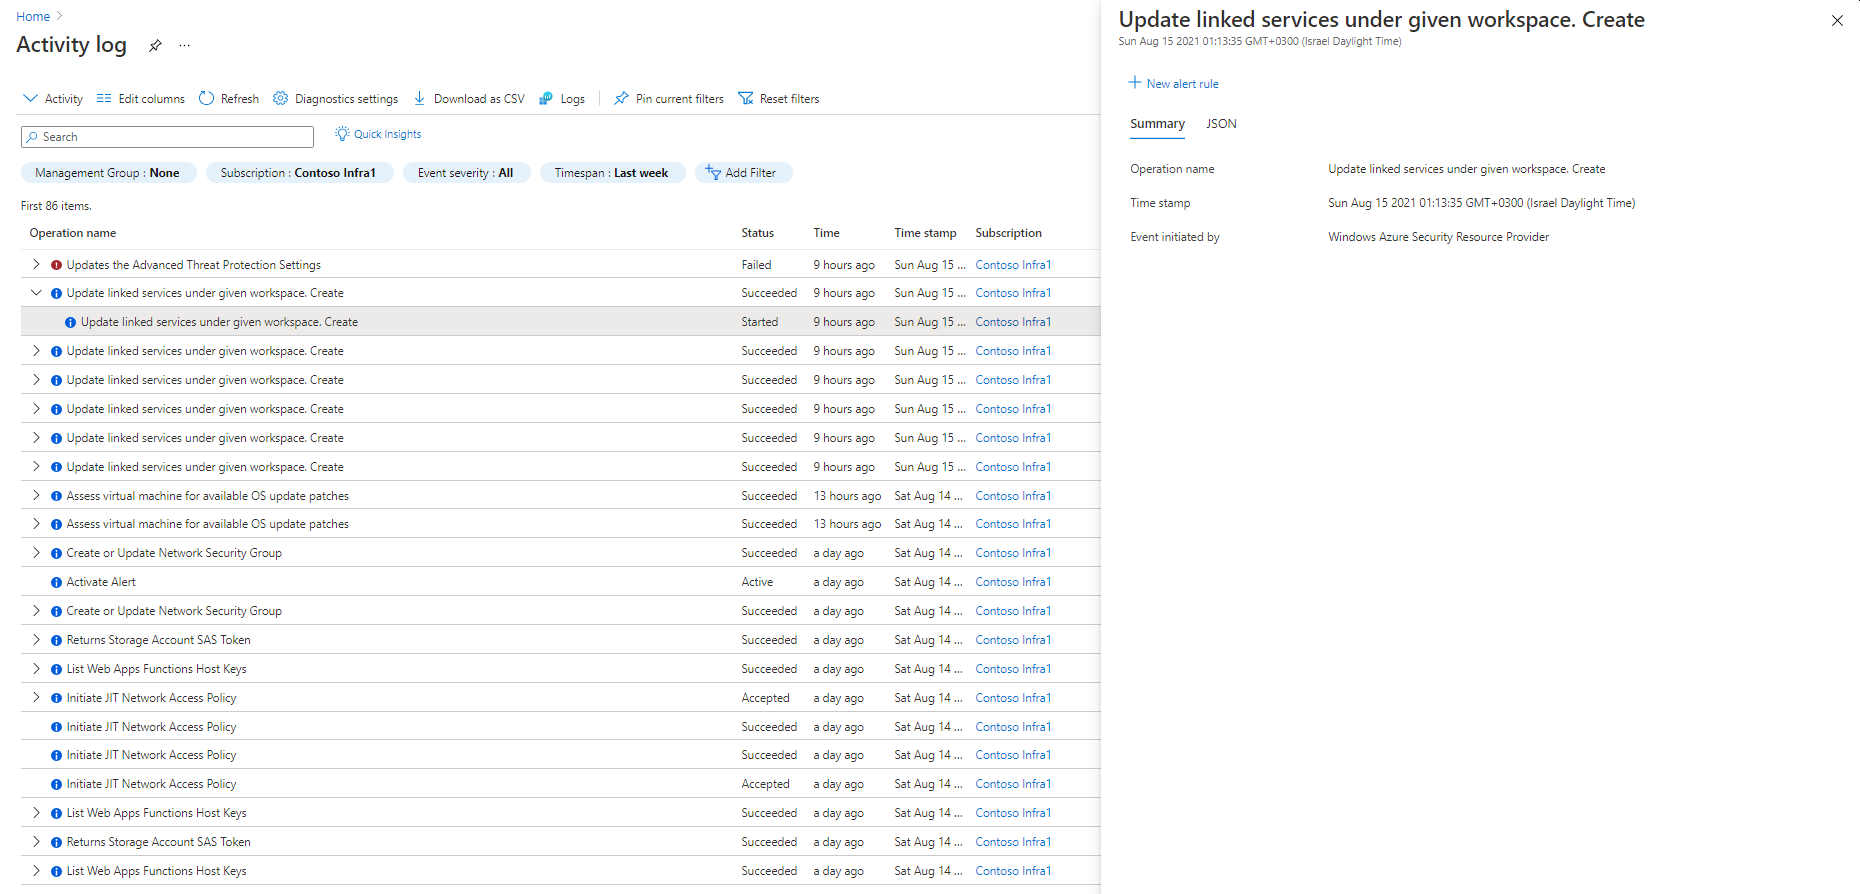 Home
Activity log
Activity Edit columns Refresh Diagnostics settings Download as CSV Logs Pin current filters Reset filters
Search Quick Insights
Management Group : None Subscription : Contoso Infra1 Event severity : All Timespan : Last week Add Filter
First 86 items.
Operation name Status Time Time stamp Subscription
Updates the Advanced Threat Protection Settings Failed 9 hours ago Sun Aug 15 ... Contoso Infra1
Update linked services under given workspace. Create Succeeded 9 hours ago Sun Aug 15 ... Contoso Infra1
Update linked services under given workspace. Create Started 9 hours ago Sun Aug 15 ... Contoso Infra1
Update linked services under given workspace. Create Succeeded 9 hours ago Sun Aug 15 ... Contoso Infra1
Update linked services under given workspace. Create Succeeded 9 hours ago Sun Aug 15 ... Contoso Infra1
Update linked services under given workspace. Create Succeeded 9 hours ago Sun Aug 15 ... Contoso Infra1
Update linked services under given workspace. Create Succeeded 9 hours ago Sun Aug 15 ... Contoso Infra1
Update linked services under given workspace. Create Succeeded 9 hours ago Sun Aug 15 ... Contoso Infra1
Assess virtual machine for available OS update patches Succeeded 13 hours ago Sat Aug 14 ... Contoso Infra1
Assess virtual machine for available OS update patches Succeeded 13 hours ago Sat Aug 14 ... Contoso Infra1
Create or Update Network Security Group Succeeded a day ago Sat Aug 14 ... Contoso Infra1
Activate Alert Active a day ago Sat Aug 14 ... Contoso Infra1
Create or Update Network Security Group Succeeded a day ago Sat Aug 14 ... Contoso Infra1
Returns Storage Account SAS Token Succeeded a day ago Sat Aug 14 ... Contoso Infra1
List Web Apps Functions Host Keys Succeeded a day ago Sat Aug 14 ... Contoso Infra1
Initiate JIT Network Access Policy Accepted a day ago Sat Aug 14 ... Contoso Infra1
Initiate JIT Network Access Policy Succeeded a day ago Sat Aug 14 ... Contoso Infra1
Initiate JIT Network Access Policy Succeeded a day ago Sat Aug 14 ... Contoso Infra1
Initiate JIT Network Access Policy Accepted a day ago Sat Aug 14 ... Contoso Infra1
List Web Apps Functions Host Keys Succeeded a day ago Sat Aug 14 ... Contoso Infra1
Returns Storage Account SAS Token Succeeded a day ago Sat Aug 14 ... Contoso Infra1
List Web Apps Functions Host Keys Succeeded a day ago Sat Aug 14 ... Contoso Infra1
Update linked services under given workspace. Create
Sun Aug 15 2021 01:13:35 GMT+0300 (Israel Daylight Time)
New alert rule
Summary JSON
Operation name Update linked services under given workspace. Create
Time stamp Sun Aug 15 2021 01:13:35 GMT+0300 (Israel Daylight Time)
Event initiated by Windows Azure Security Resource Provider